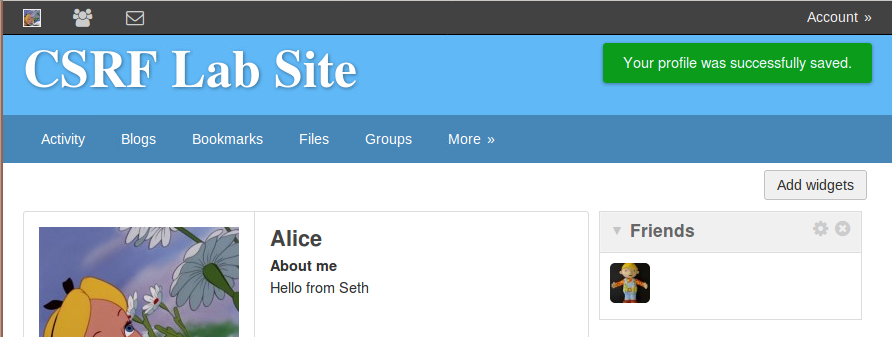 Account »
CSRF Lab Site
Your profile was successfully saved.
Activity Blogs Bookmarks Files Groups More »
Add widgets
Alice
About me
Hello from Seth
Friends